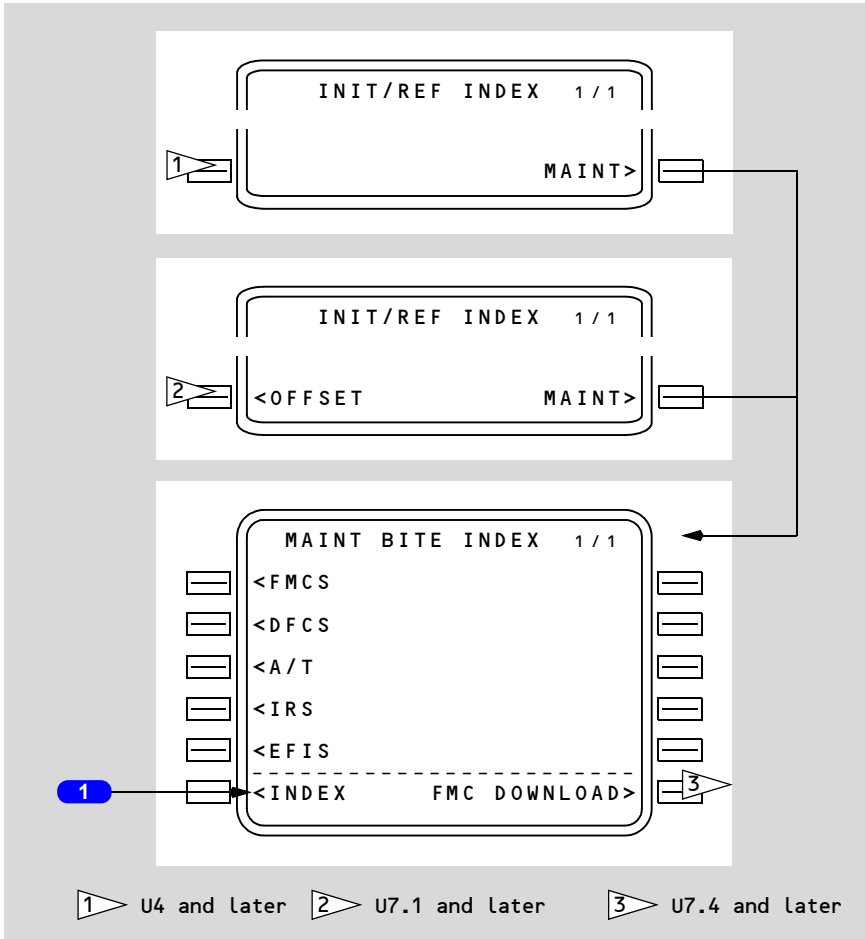 INIT/REF INDEX 1/1
1 MAINT>
INIT/REF INDEX 1/1
2 <OFFSET MAINT>
MAINT BITE INDEX 1/1
<FMCS
<DFCS
<A/T
<IRS
<EFIS
1 <INDEX FMC DOWNLOAD> 3
1 U4 and later 2 U7.1 and later 3 U7.4 and later